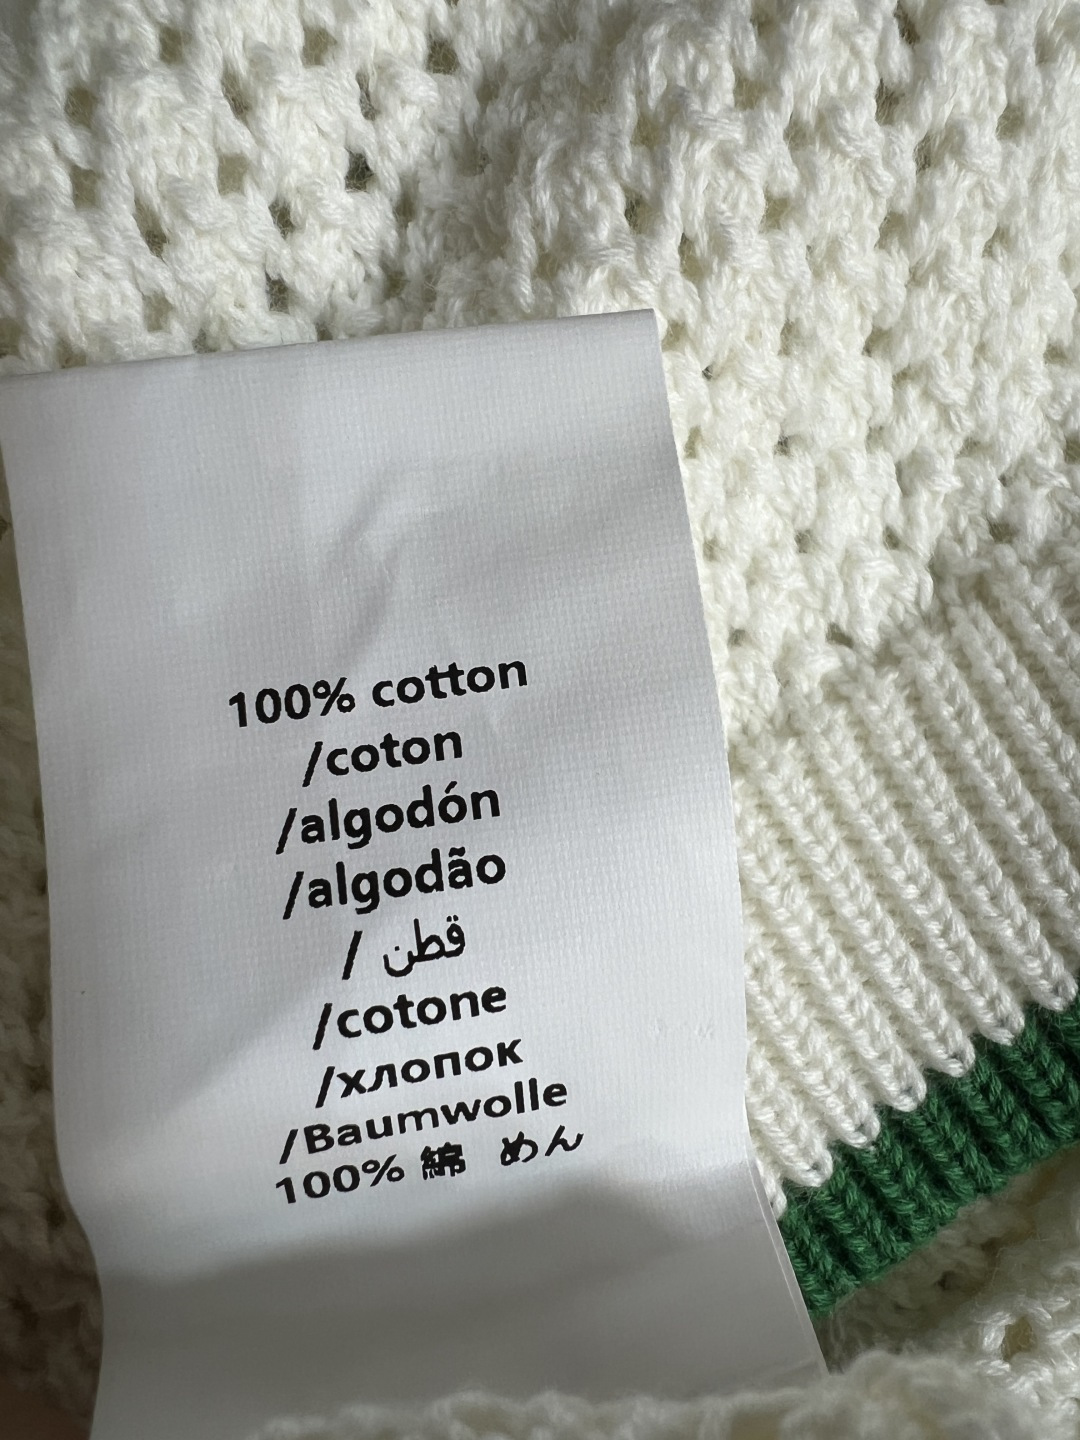 100% cotton
/coton
/algodón
/algodão
/ قطن
/cotone
/хлопок
/Baumwolle
100% 綿 めん